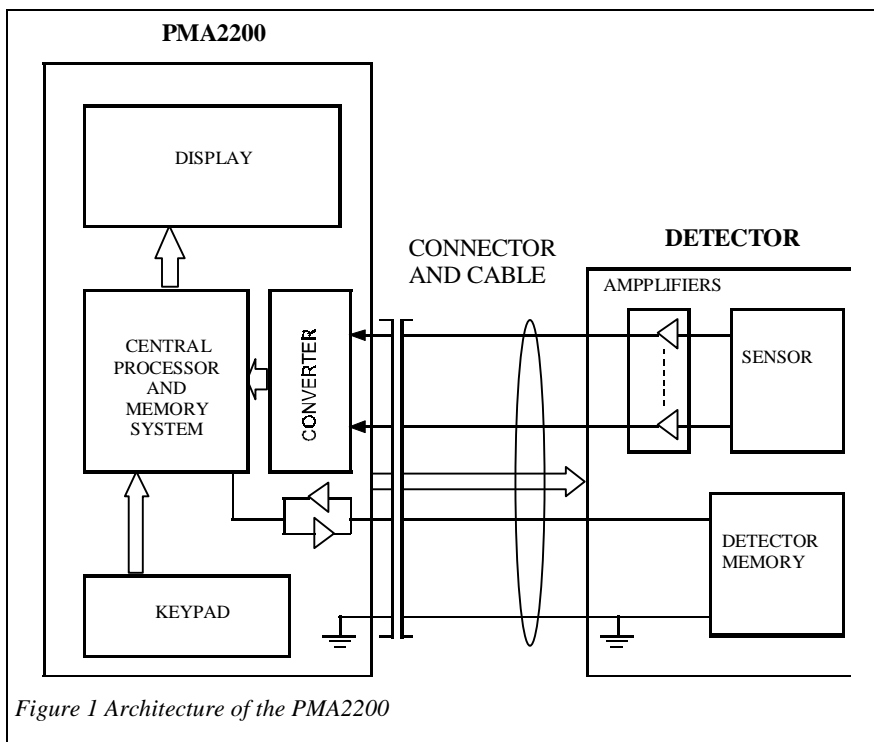 PMA2200
DISPLAY
CONNECTOR
AND CABLE
DETECTOR
AMPPLIFIERS
CENTRAL
PROCESSOR
AND
MEMORY
SYSTEM
CONVERTER
SENSOR
DETECTOR
MEMORY
KEYPAD
Figure 1 Architecture of the PMA2200